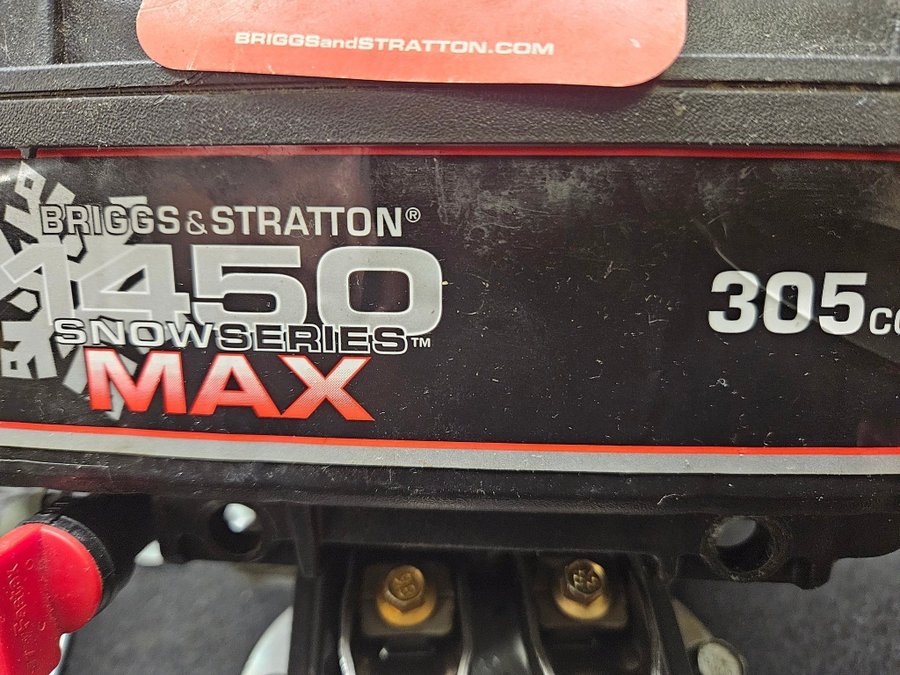 BRIGGSandSTRATTON.COM
BRIGGS & STRATTON®
1450
SNOWSERIES™
MAX
305cc